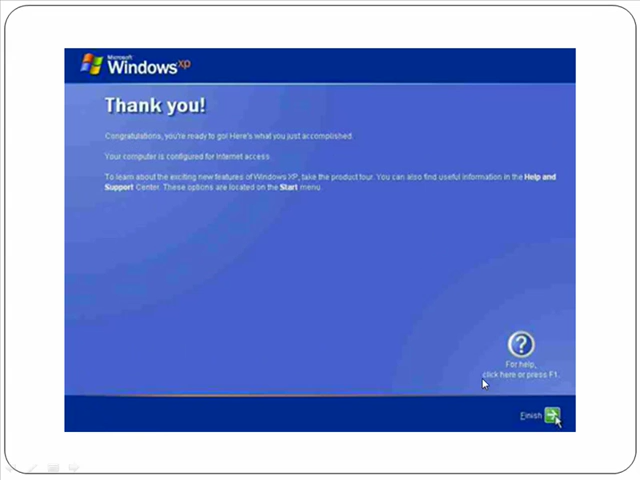 Microsoft
Windows xp
Thank you!
Congratulations, you're ready to go! Here's what you just accomplished.
Your computer is configured for Internet access.
To learn about the exciting new features of Windows XP, take the product tour. You can also find useful information in the Help and
Support Center. These options are located on the Start menu.
For help,
click here or press F1.
Finish